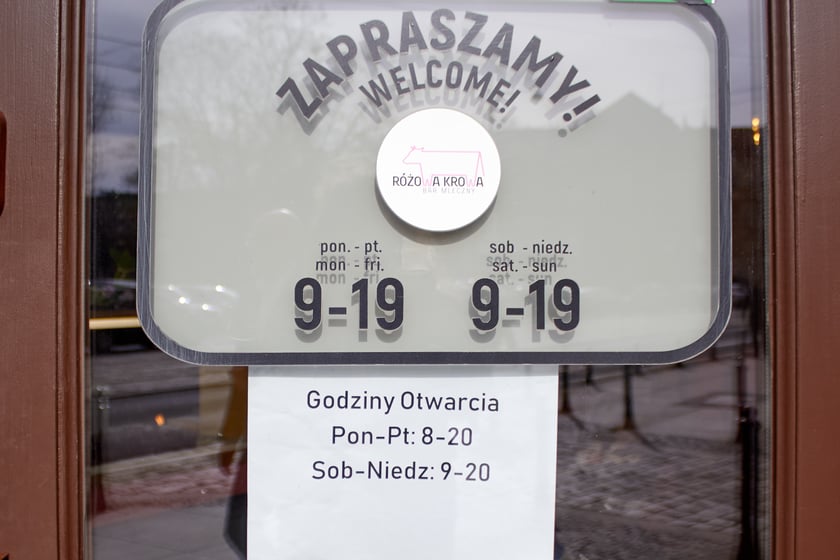 ZAPRASZAMY!
WELCOME!
RÓŻOWA KROWA
BAR MLECZNY
pon. - pt.
mon - fri.
9-19
sob - niedz.
sat. - sun
9-19
Godziny Otwarcia
Pon-Pt: 8-20
Sob-Niedz: 9-20